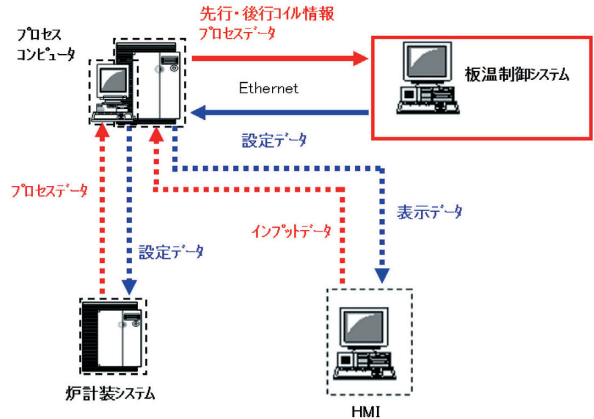 先行・後行ｺｲﾙ情報
ﾌﾟﾛｾｽﾃﾞｰﾀ
ﾌﾟﾛｾｽ
ｺﾝﾋﾟｭｰﾀ
板温制御ｼｽﾃﾑ
Ethernet
設定ﾃﾞｰﾀ
ﾌﾟﾛｾｽﾃﾞｰﾀ
表示ﾃﾞｰﾀ
ｲﾝﾌﾟｯﾄﾃﾞｰﾀ
設定ﾃﾞｰﾀ
炉計装ｼｽﾃﾑ
HMI